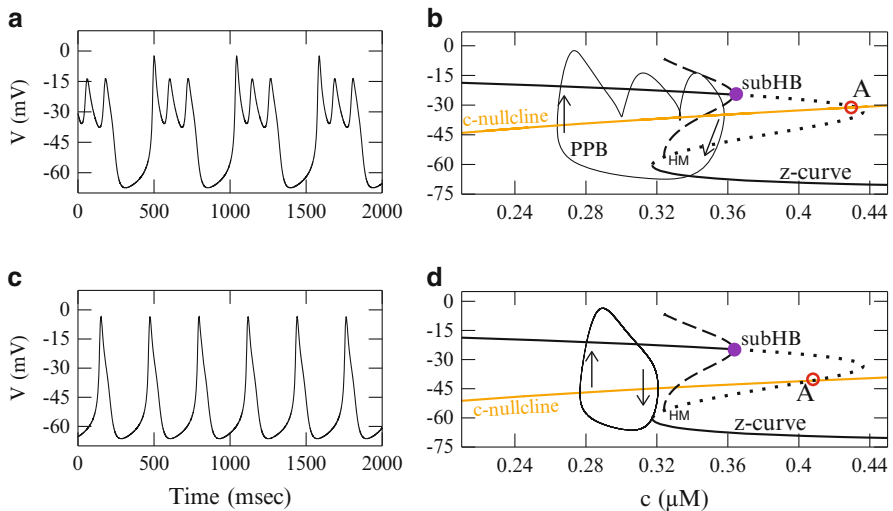 a
V (mV)
0
-15
-30
-45
-60
0
500
1000
1500
2000
b
0
-15
-30
-45
-60
-75
0.24
0.28
0.32
0.36
0.4
0.44
subHB
A
c-nullcline
PPB
HM
z-curve
c
V (mV)
0
-15
-30
-45
-60
0
500
1000
1500
2000
Time (msec)
d
0
-15
-30
-45
-60
-75
0.24
0.28
0.32
0.36
0.4
0.44
subHB
A
c-nullcline
HM
z-curve
c (μM)